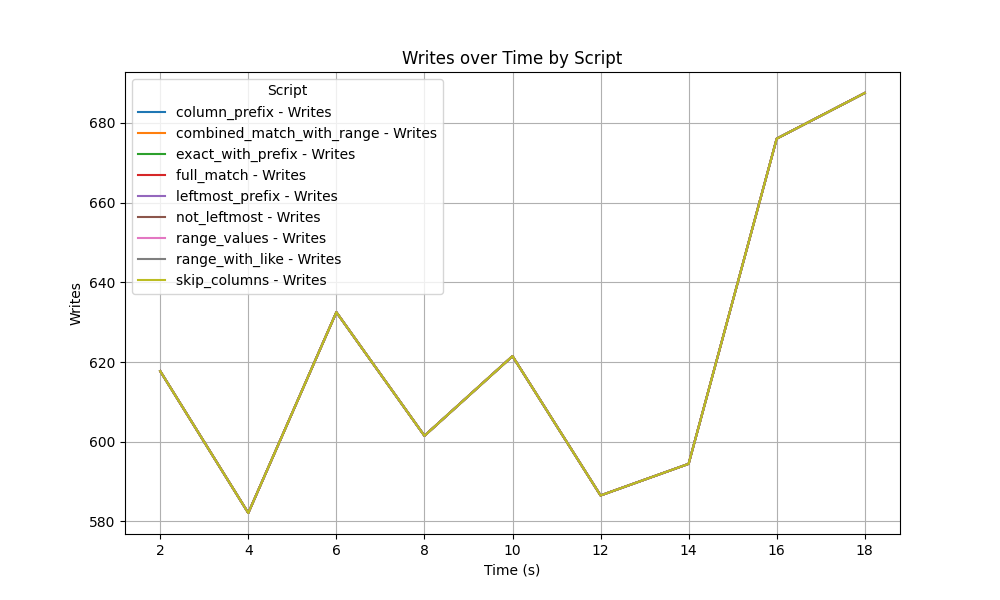 Writes over Time by Script
Script
column_prefix - Writes
combined_match_with_range - Writes
exact_with_prefix - Writes
full_match - Writes
leftmost_prefix - Writes
not_leftmost - Writes
range_values - Writes
range_with_like - Writes
skip_columns - Writes
Writes
680
660
640
620
600
580
2 4 6 8 10 12 14 16 18
Time (s)